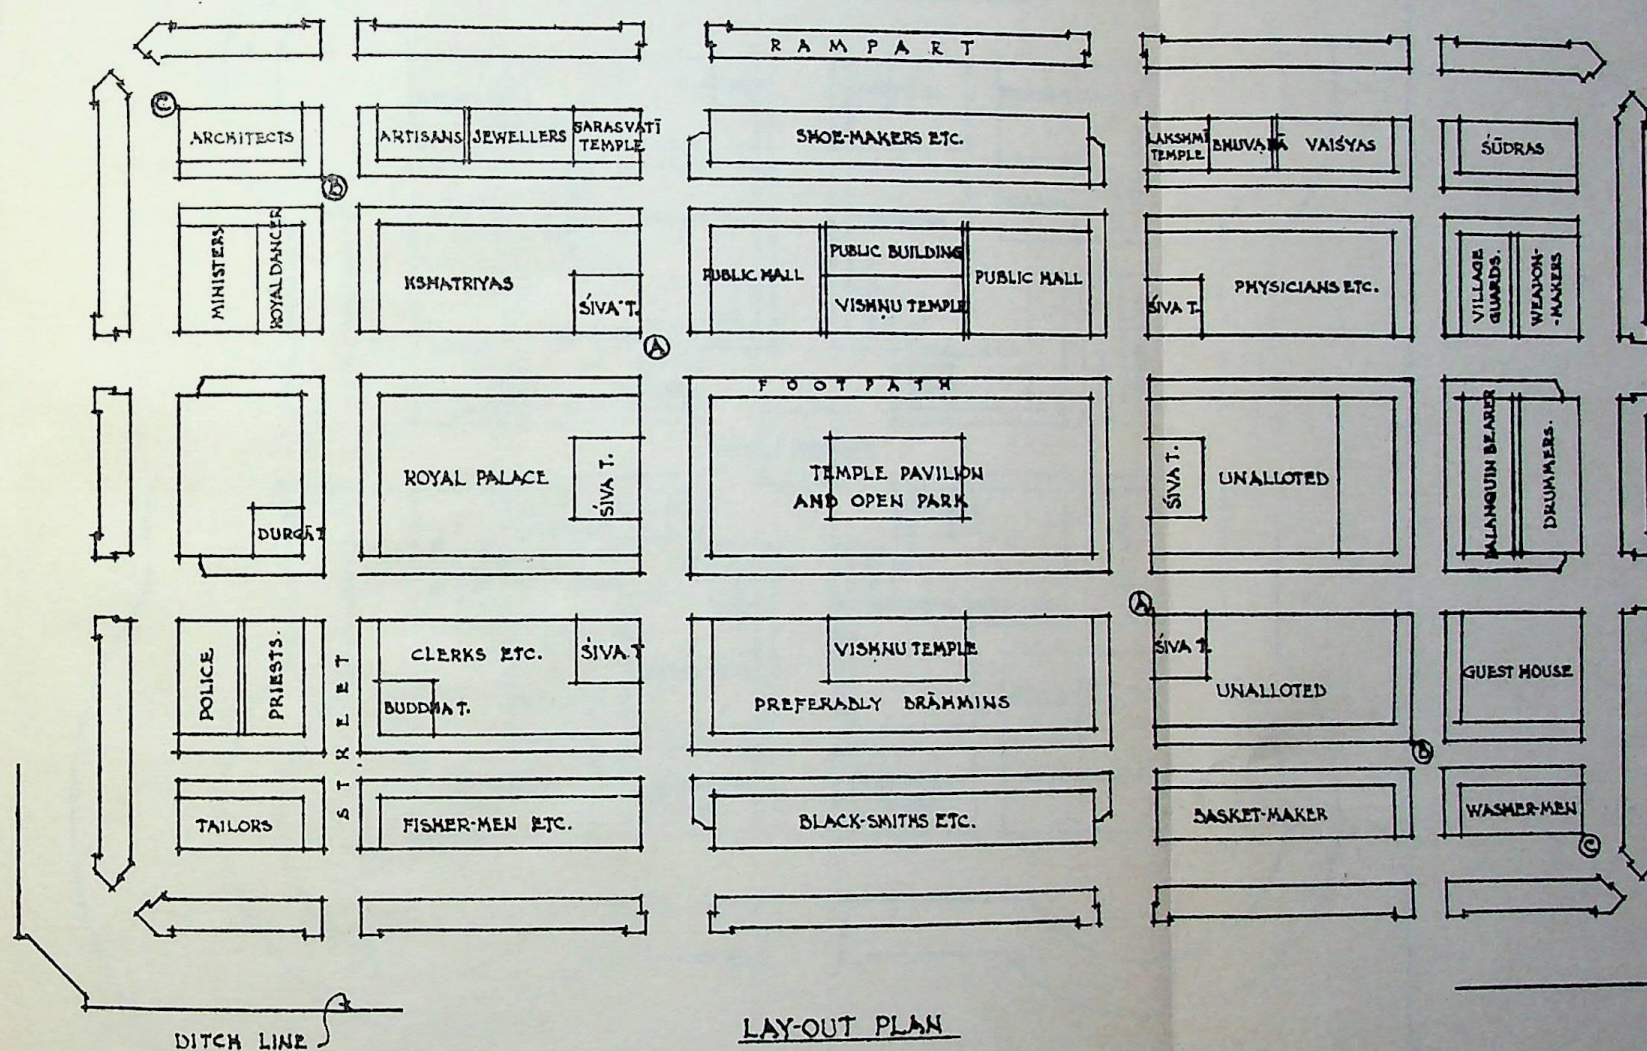 RAMPART
C
ARCHITECTS
ARTISANS
JEWELLERS
SARASVATĪ
TEMPLE
SHOE-MAKERS ETC.
LAKSHMĪ
TEMPLE
VAIŚYAS
ŚŪDRAS
B
MINISTERS
ROYAL DANCER
KSHATRIYAS
ŚIVA T.
PUBLIC HALL
PUBLIC BUILDING
VISHṆU TEMPLE
PUBLIC HALL
ŚIVA T.
PHYSICIANS ETC.
VILLAGE
GUARDS.
WEAPON-
-MAKERS
A
FOOTPATH
DURGĀ T
ROYAL PALACE
ŚIVA T.
TEMPLE PAVILION
AND OPEN PARK
ŚIVA T.
UNALLOTED
PALANQUIN BEARER
DRUMMERS.
A
POLICE
PRIESTS.
STREET
CLERKS ETC.
ŚIVA T
BUDDHA T.
VISHNU TEMPLE
PREFERABLY BRĀHMINS
ŚIVA T.
UNALLOTED
GUEST HOUSE
B
TAILORS
FISHER-MEN ETC.
BLACK-SMITHS ETC.
BASKET-MAKER
WASHER-MEN
C
DITCH LINE
LAY-OUT PLAN